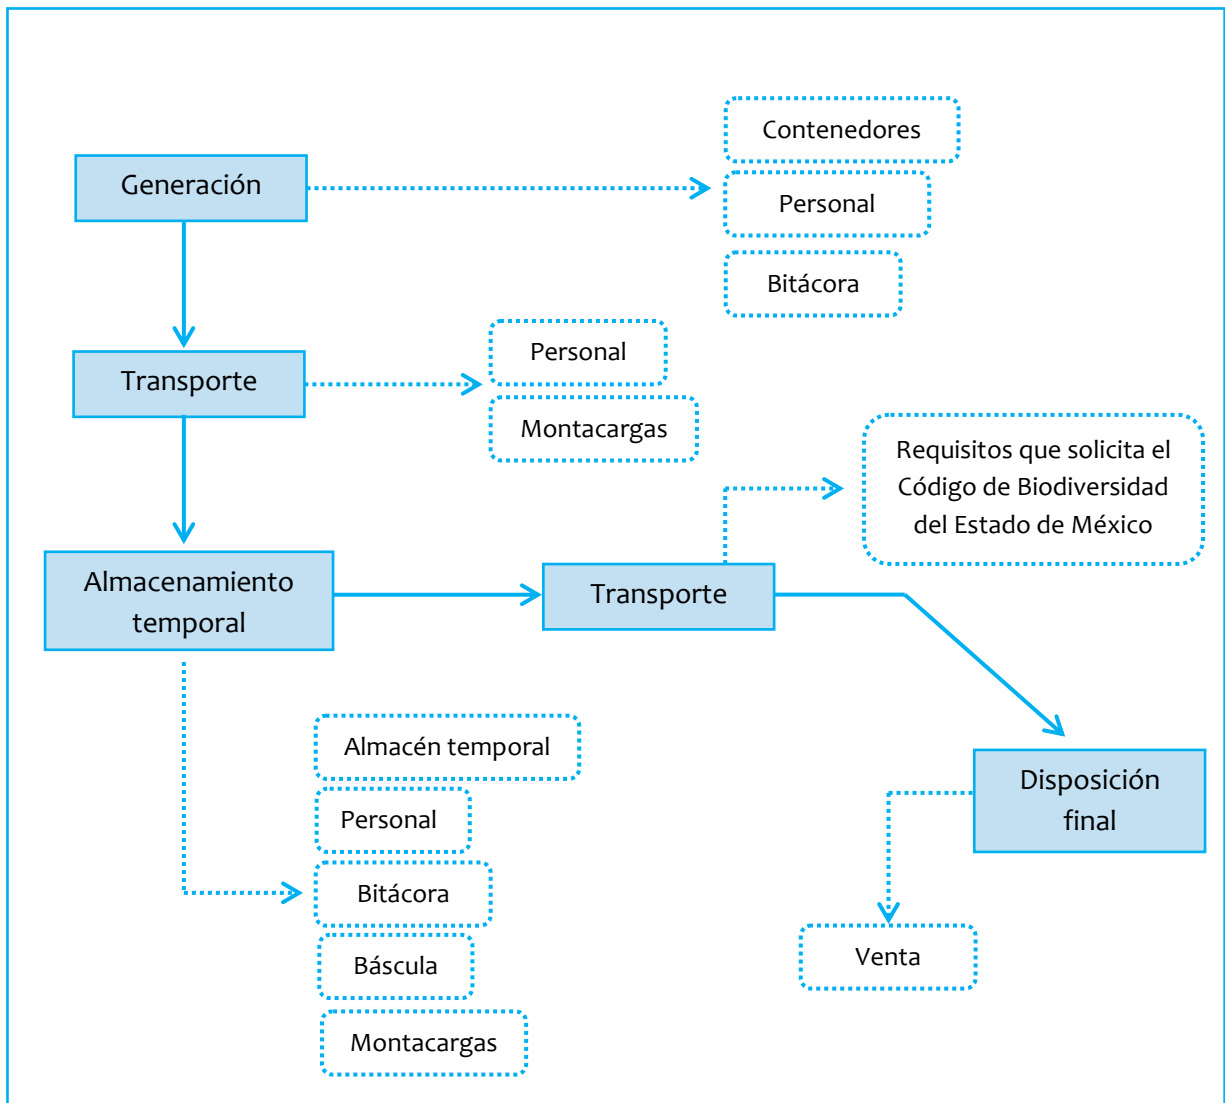 Contenedores
Generación
Personal
Bitácora
Personal
Transporte
Montacargas
Requisitos que solicita el
Código de Biodiversidad
del Estado de México
Almacenamiento
temporal
Transporte
Almacén temporal
Personal
Bitácora
Báscula
Montacargas
Disposición
final
Venta